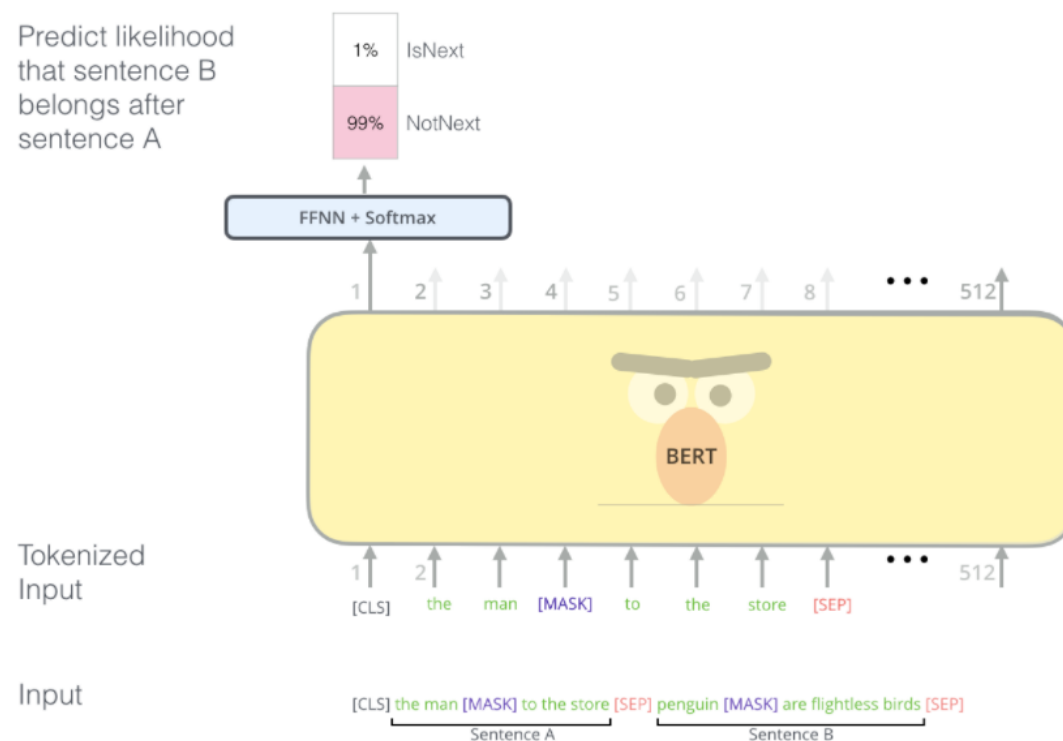 Predict likelihood
that sentence B
belongs after
sentence A
1% IsNext
99% NotNext
FFNN + Softmax
1 2 3 4 5 6 7 8 ••• 512
BERT
Tokenized
Input
1 2 ••• 512
[CLS] the man [MASK] to the store [SEP]
Input
[CLS] the man [MASK] to the store [SEP] penguin [MASK] are flightless birds [SEP]
Sentence A Sentence B